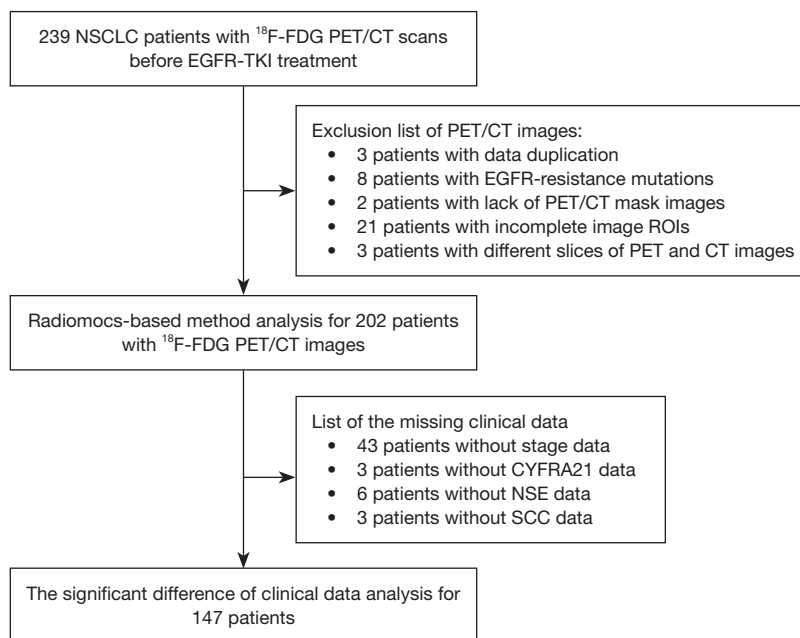 239 NSCLC patients with ¹⁸F-FDG PET/CT scans
before EGFR-TKI treatment
Exclusion list of PET/CT images:
• 3 patients with data duplication
• 8 patients with EGFR-resistance mutations
• 2 patients with lack of PET/CT mask images
• 21 patients with incomplete image ROIs
• 3 patients with different slices of PET and CT images
Radiomocs-based method analysis for 202 patients
with ¹⁸F-FDG PET/CT images
List of the missing clinical data
• 43 patients without stage data
• 3 patients without CYFRA21 data
• 6 patients without NSE data
• 3 patients without SCC data
The significant difference of clinical data analysis for
147 patients